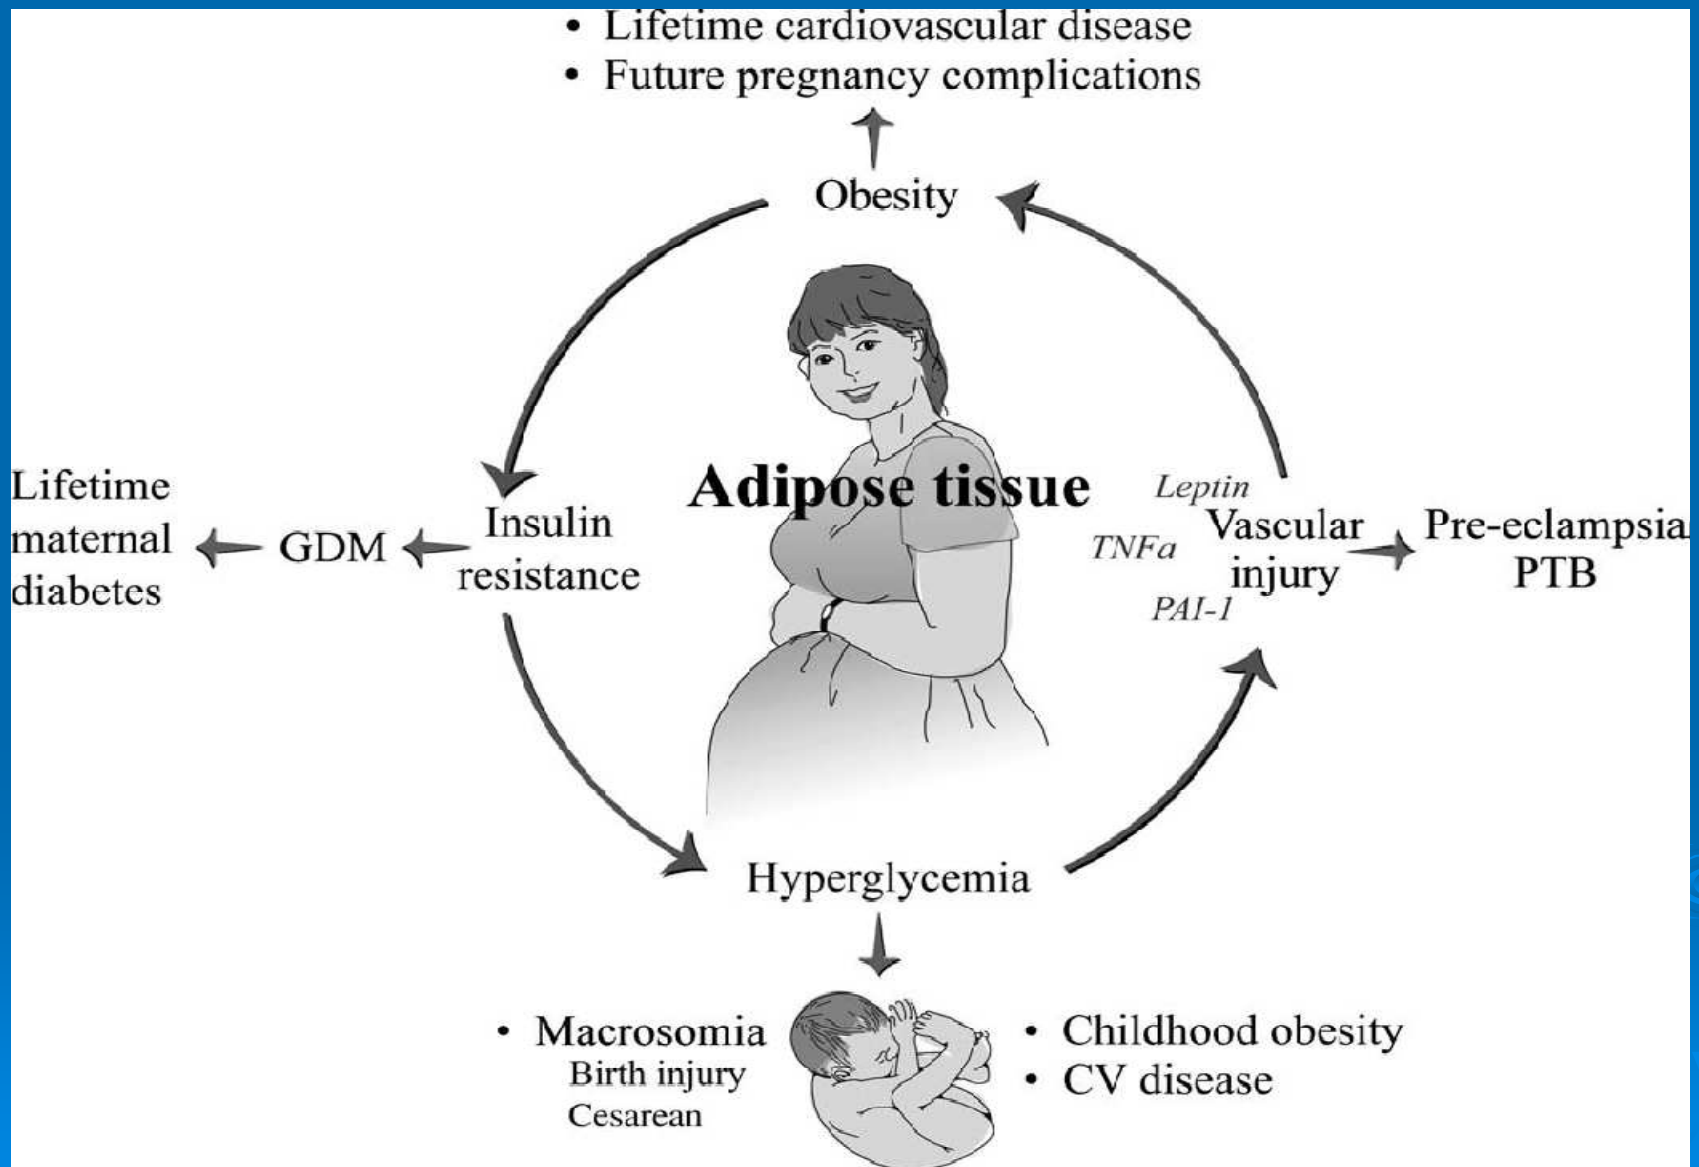 • Lifetime cardiovascular disease
• Future pregnancy complications
Obesity
Adipose tissue
Lifetime
maternal
diabetes
GDM
Insulin
resistance
Leptin
TNFa
PAI-1
Vascular
injury
Pre-eclampsia
PTB
Hyperglycemia
• Macrosomia
Birth injury
Cesarean
• Childhood obesity
• CV disease